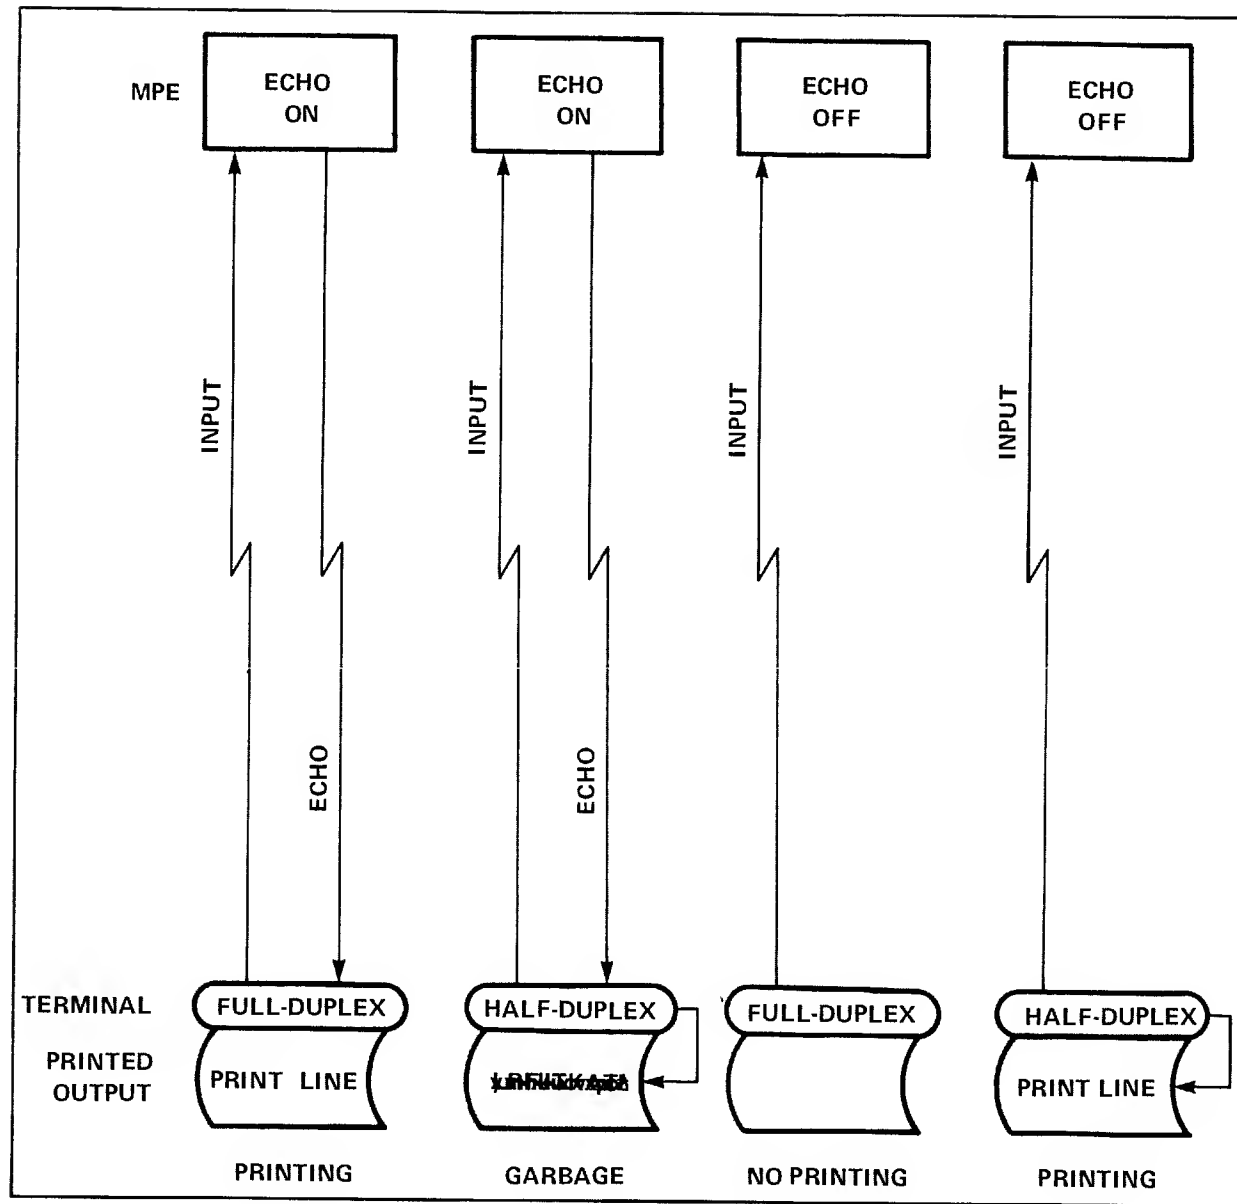 MPE
ECHO
ON
ECHO
ON
ECHO
OFF
ECHO
OFF
INPUT
INPUT
INPUT
INPUT
ECHO
ECHO
TERMINAL
FULL-DUPLEX
HALF-DUPLEX
FULL-DUPLEX
HALF-DUPLEX
PRINTED
OUTPUT
PRINT LINE
PRINT LINE
PRINTING
GARBAGE
NO PRINTING
PRINTING